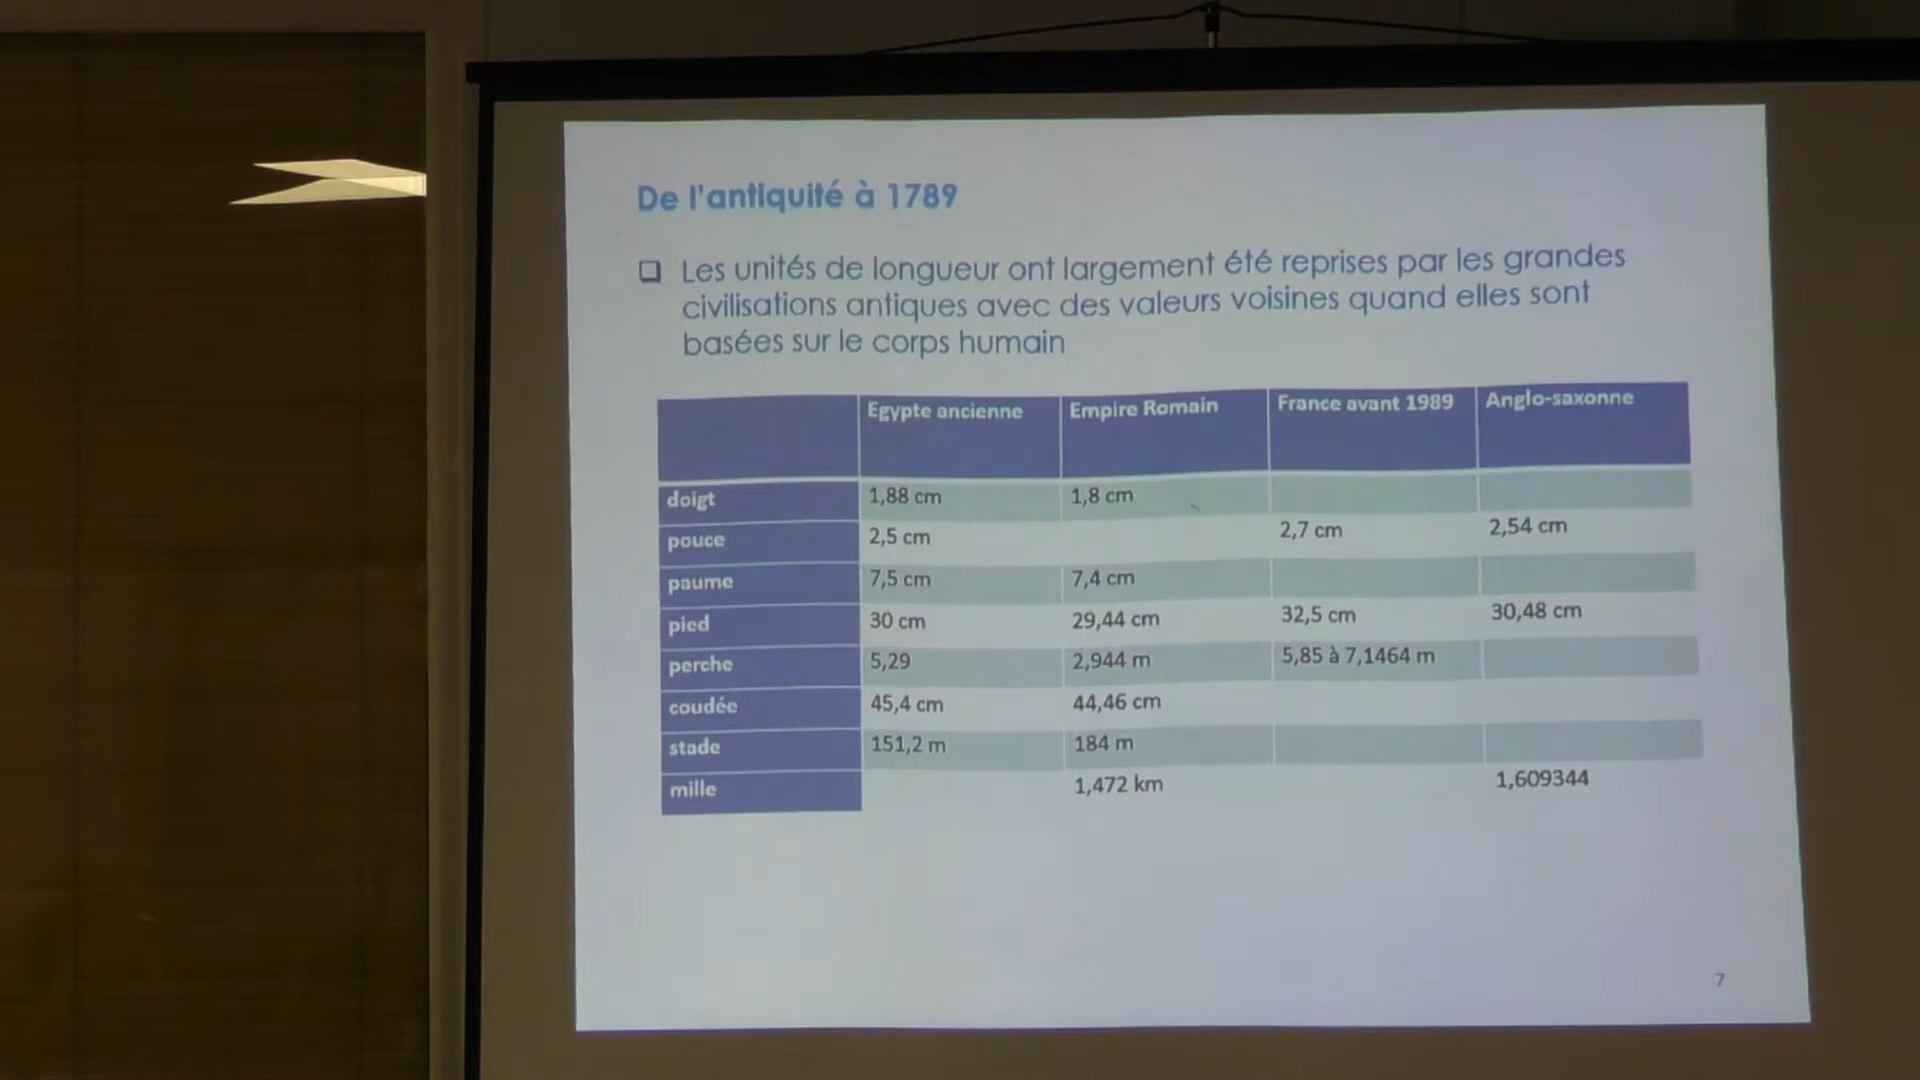 De l'antiquité à 1789
Les unités de longueur ont largement été reprises par les grandes
civilisations antiques avec des valeurs voisines quand elles sont
basées sur le corps humain
Egypte ancienne Empire Romain France avant 1989 Anglo-saxonne
doigt 1,88 cm 1,8 cm
pouce 2,5 cm 2,7 cm 2,54 cm
paume 7,5 cm 7,4 cm
pied 30 cm 29,44 cm 32,5 cm 30,48 cm
perche 5,29 2,944 m 5,85 à 7,1464 m
coudée 45,4 cm 44,46 cm
stade 151,2 m 184 m
mille 1,472 km 1,609344
7